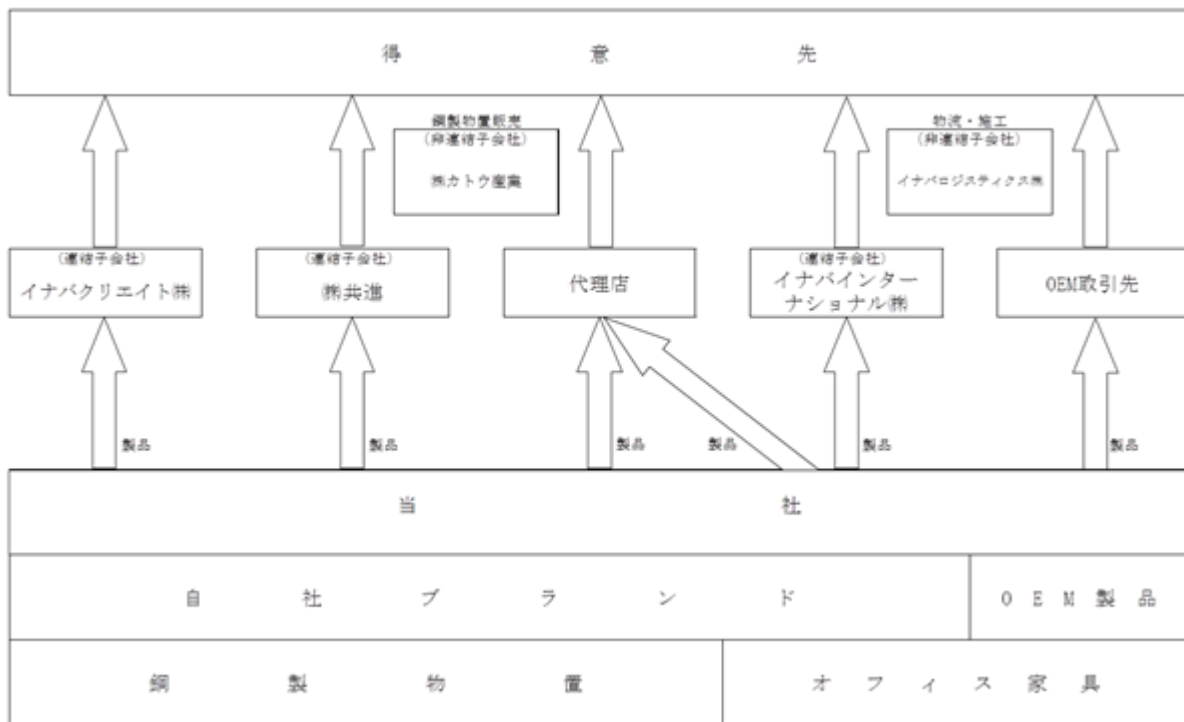 得意先
鋼製物置販売
(非連結子会社)
㈱カトウ産業
物流・施工
(非連結子会社)
イナバロジスティクス㈱
(連結子会社)
イナバクリエイト㈱
(連結子会社)
㈱共進
代理店
(連結子会社)
イナバインター
ナショナル㈱
OEM取引先
製品
製品
製品
製品
製品
製品
当社
自社ブランド
OEM製品
鋼製物置
オフィス家具